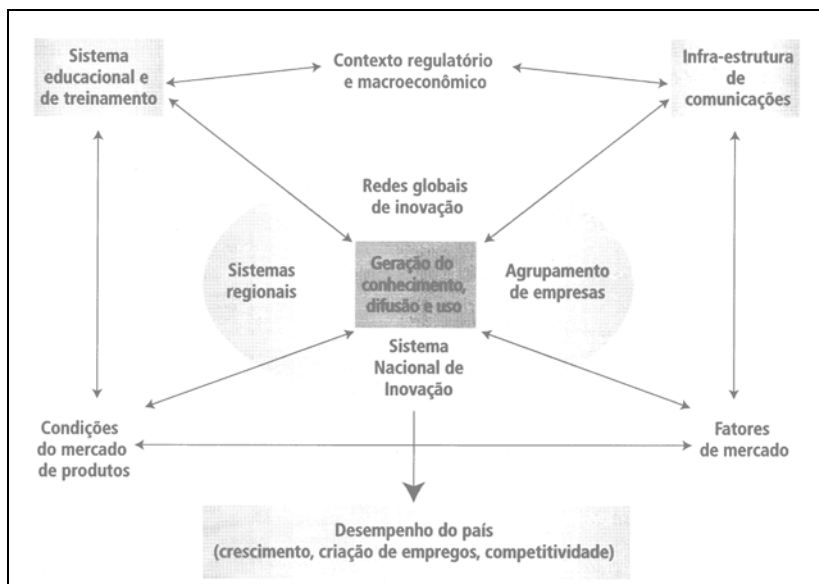 Sistema
educacional e
de treinamento
Contexto regulatório
e macroeconômico
Infra-estrutura
de
comunicações
Redes globais
de inovação
Sistemas
regionais
Geração do
conhecimento,
difusão e uso
Agrupamento
de empresas
Sistema
Nacional de
Inovação
Condições
do mercado
de produtos
Fatores
de mercado
Desempenho do país
(crescimento, criação de empregos, competitividade)